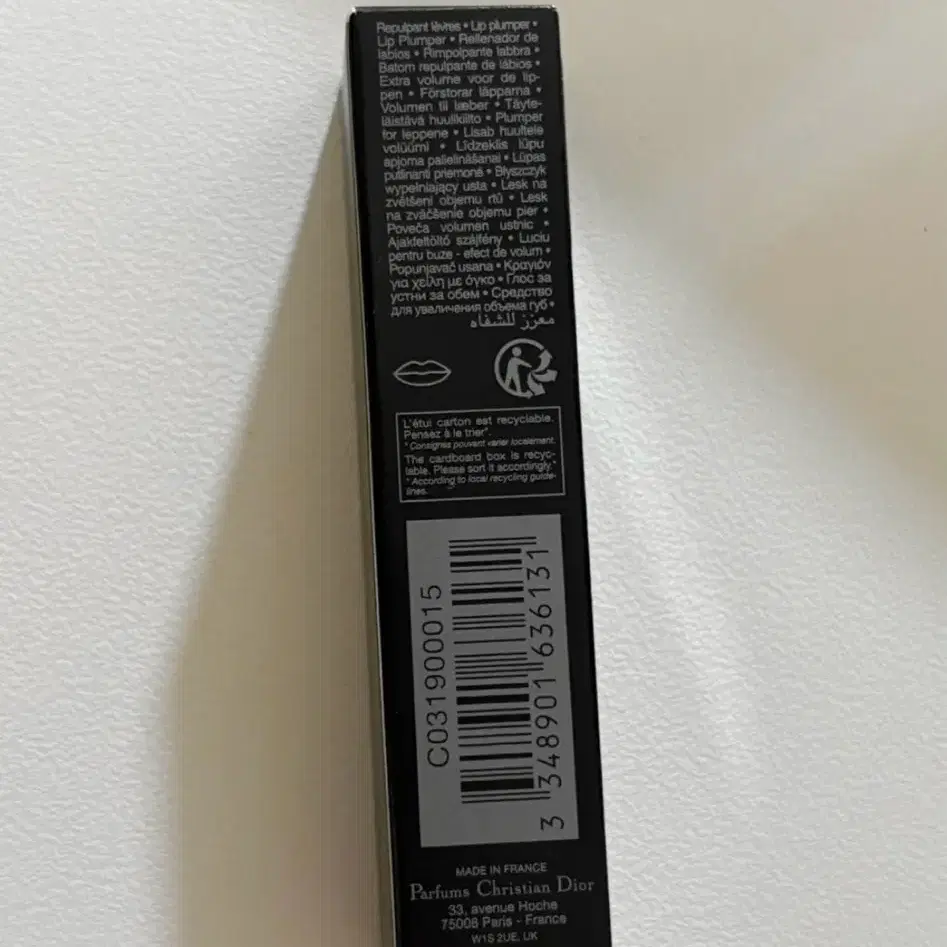 Repulpant lèvres • Lip plumper •
Lip Plumper • Rellenador de
labios • Rimpolpante labbra •
Batom repulpante de lábios •
Extra volume voor de lip-
pen • Förstorar läpparna •
Volumen til læber • Täyte-
läistävä huulikiilto • Plumper
for leppene • Lisab huultele
volüümi • Līdzeklis lūpu
apjoma palielināšanai • Lūpas
putlinanti priemonė • Błyszczyk
wypełniający usta • Lesk na
zvětšení objemu rtů • Lesk
na zväčšenie objemu pier •
Poveča volumen ustnic •
Ajakfeltöltő szájfény • Luciu
pentru buze - efect de volum •
Popunjavač usana • Κραγιόν
για χείλη με όγκο • Глос за
устни за обем • Средство
для увеличения объема губ •
معزز للشفاه
L'étui carton est recyclable.
Pensez à le trier*.
* Consignes pouvant varier localement.
The cardboard box is recyc-
lable. Please sort it accordingly.*
* According to local recycling guide-
lines.
C031900015
3 348901 636131
MADE IN FRANCE
Parfums Christian Dior
33, avenue Hoche
75008 Paris - France
W1S 2UE, UK